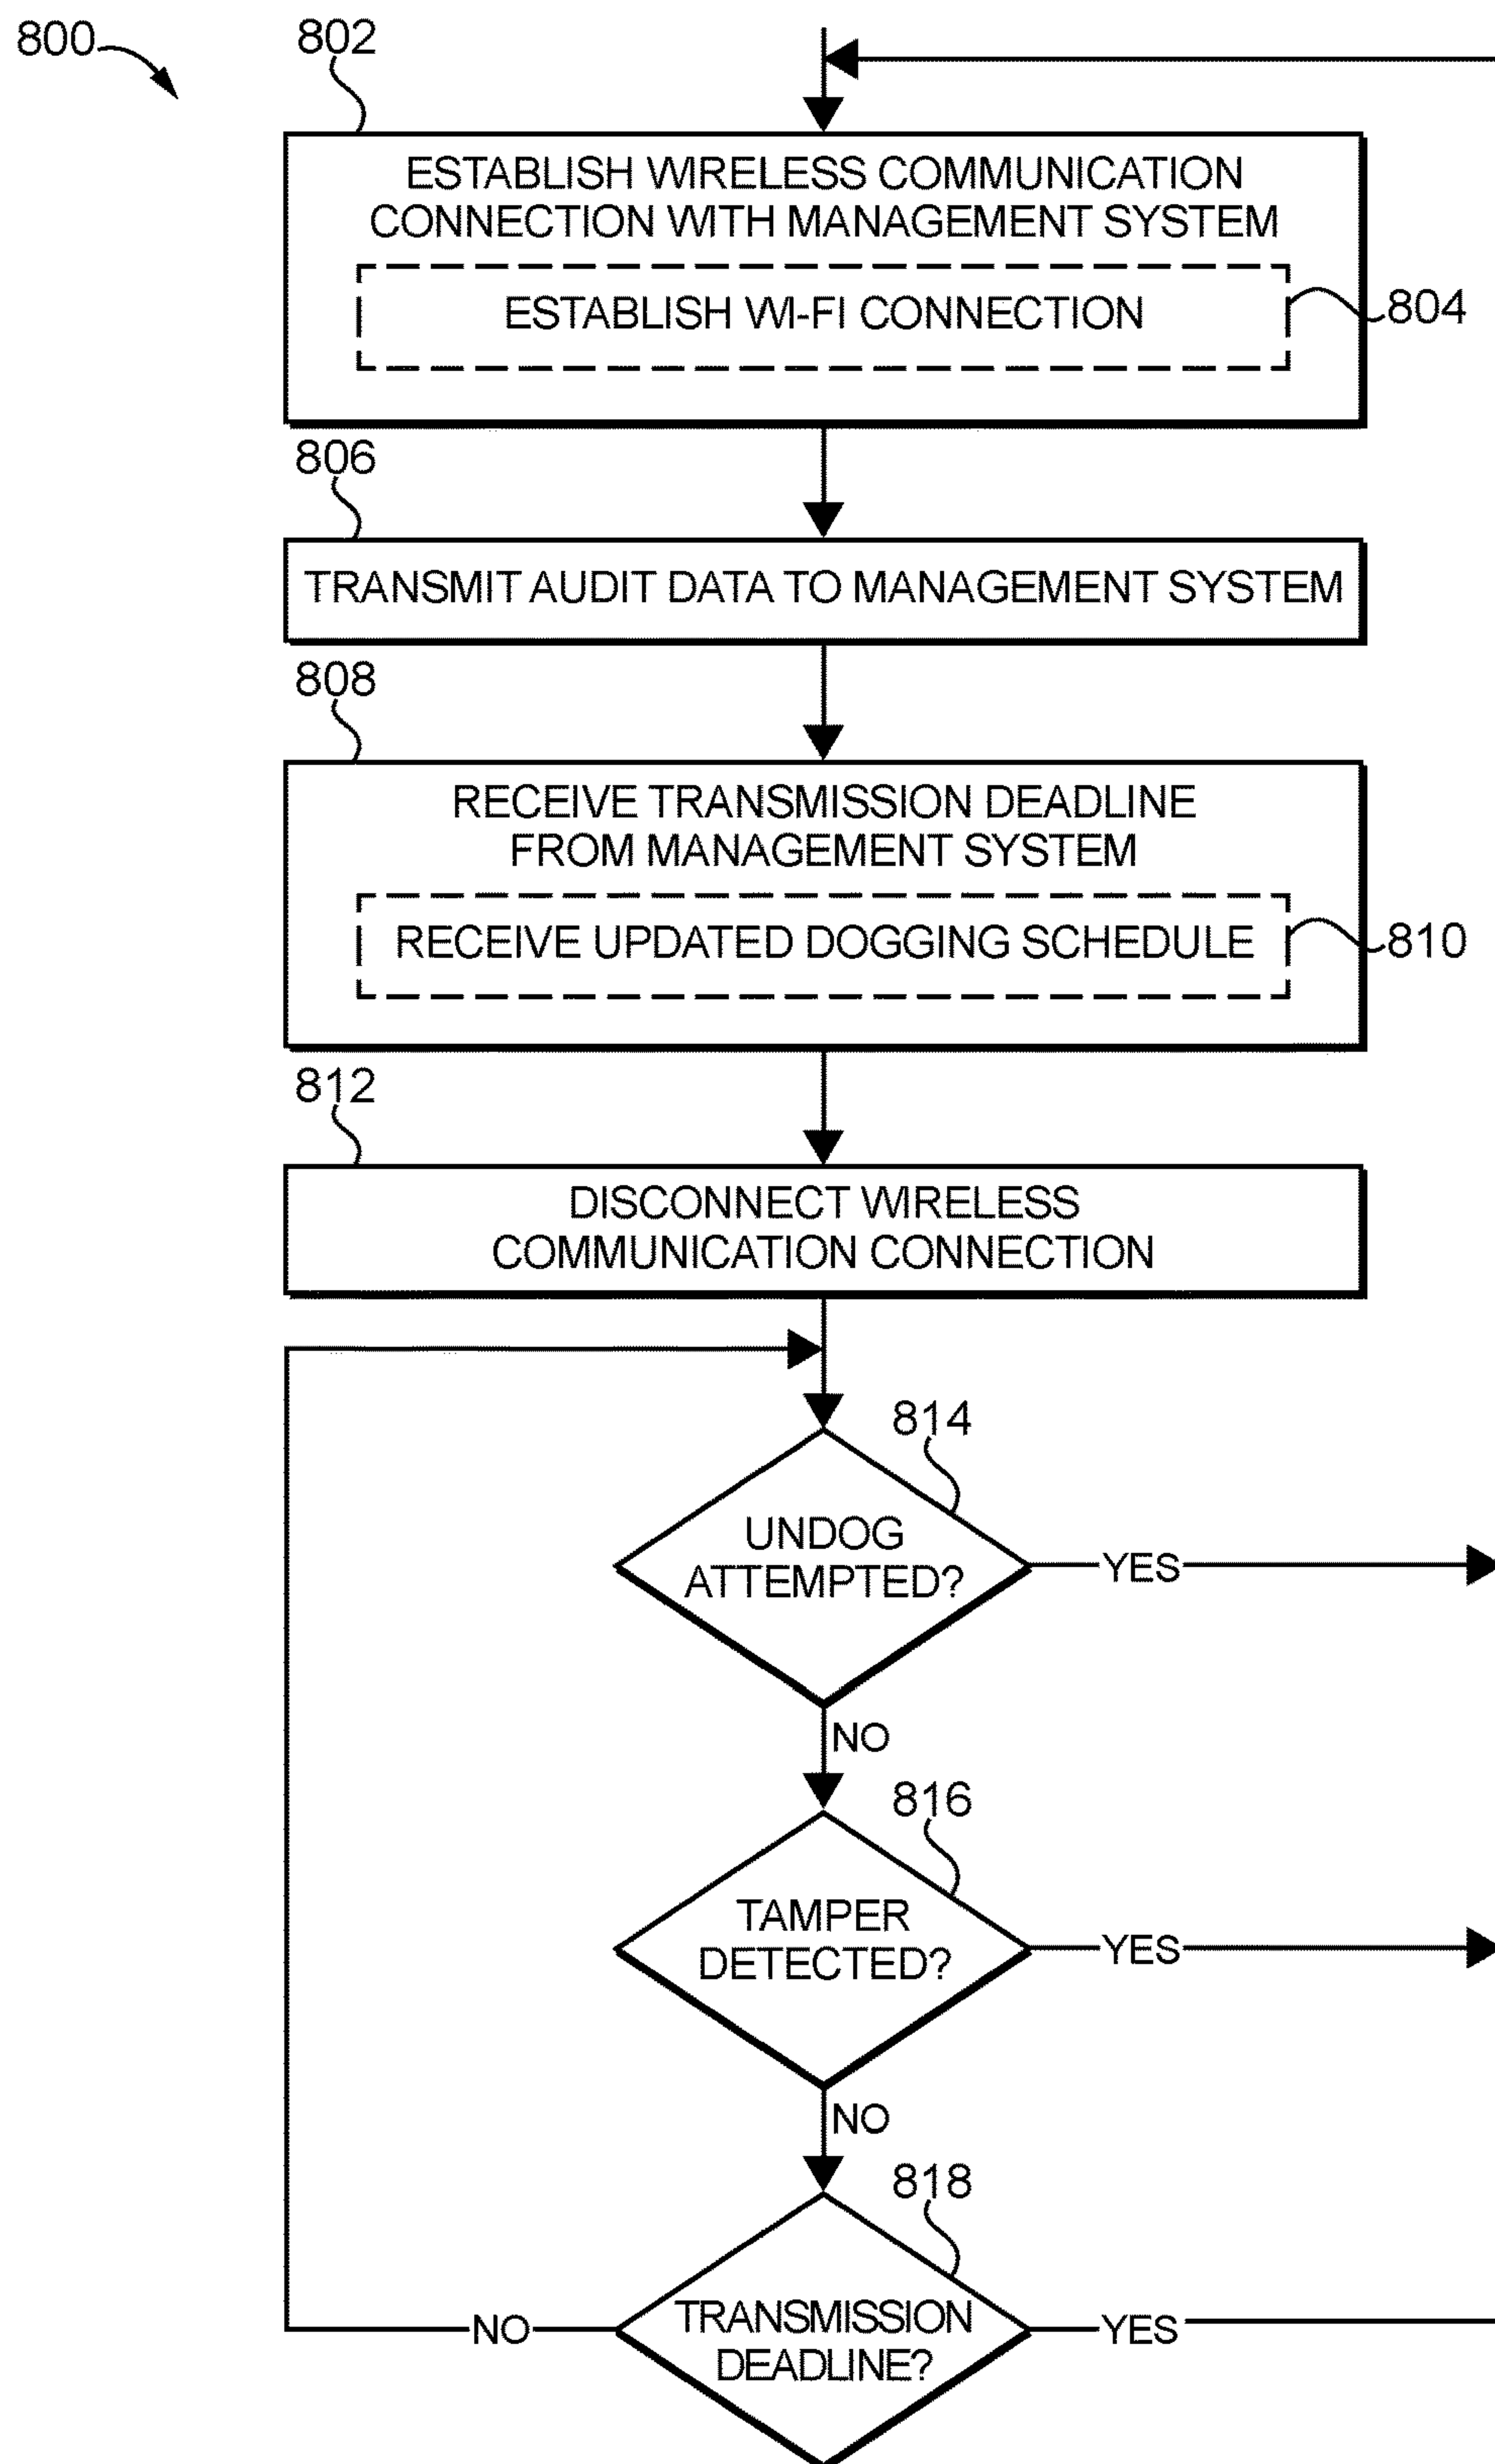 800
802
ESTABLISH WIRELESS COMMUNICATION
CONNECTION WITH MANAGEMENT SYSTEM
ESTABLISH WI-FI CONNECTION
804
806
TRANSMIT AUDIT DATA TO MANAGEMENT SYSTEM
808
RECEIVE TRANSMISSION DEADLINE
FROM MANAGEMENT SYSTEM
RECEIVE UPDATED DOGGING SCHEDULE
810
812
DISCONNECT WIRELESS
COMMUNICATION CONNECTION
814
UNDOG
ATTEMPTED?
YES
NO
816
TAMPER
DETECTED?
YES
NO
818
TRANSMISSION
DEADLINE?
NO
YES